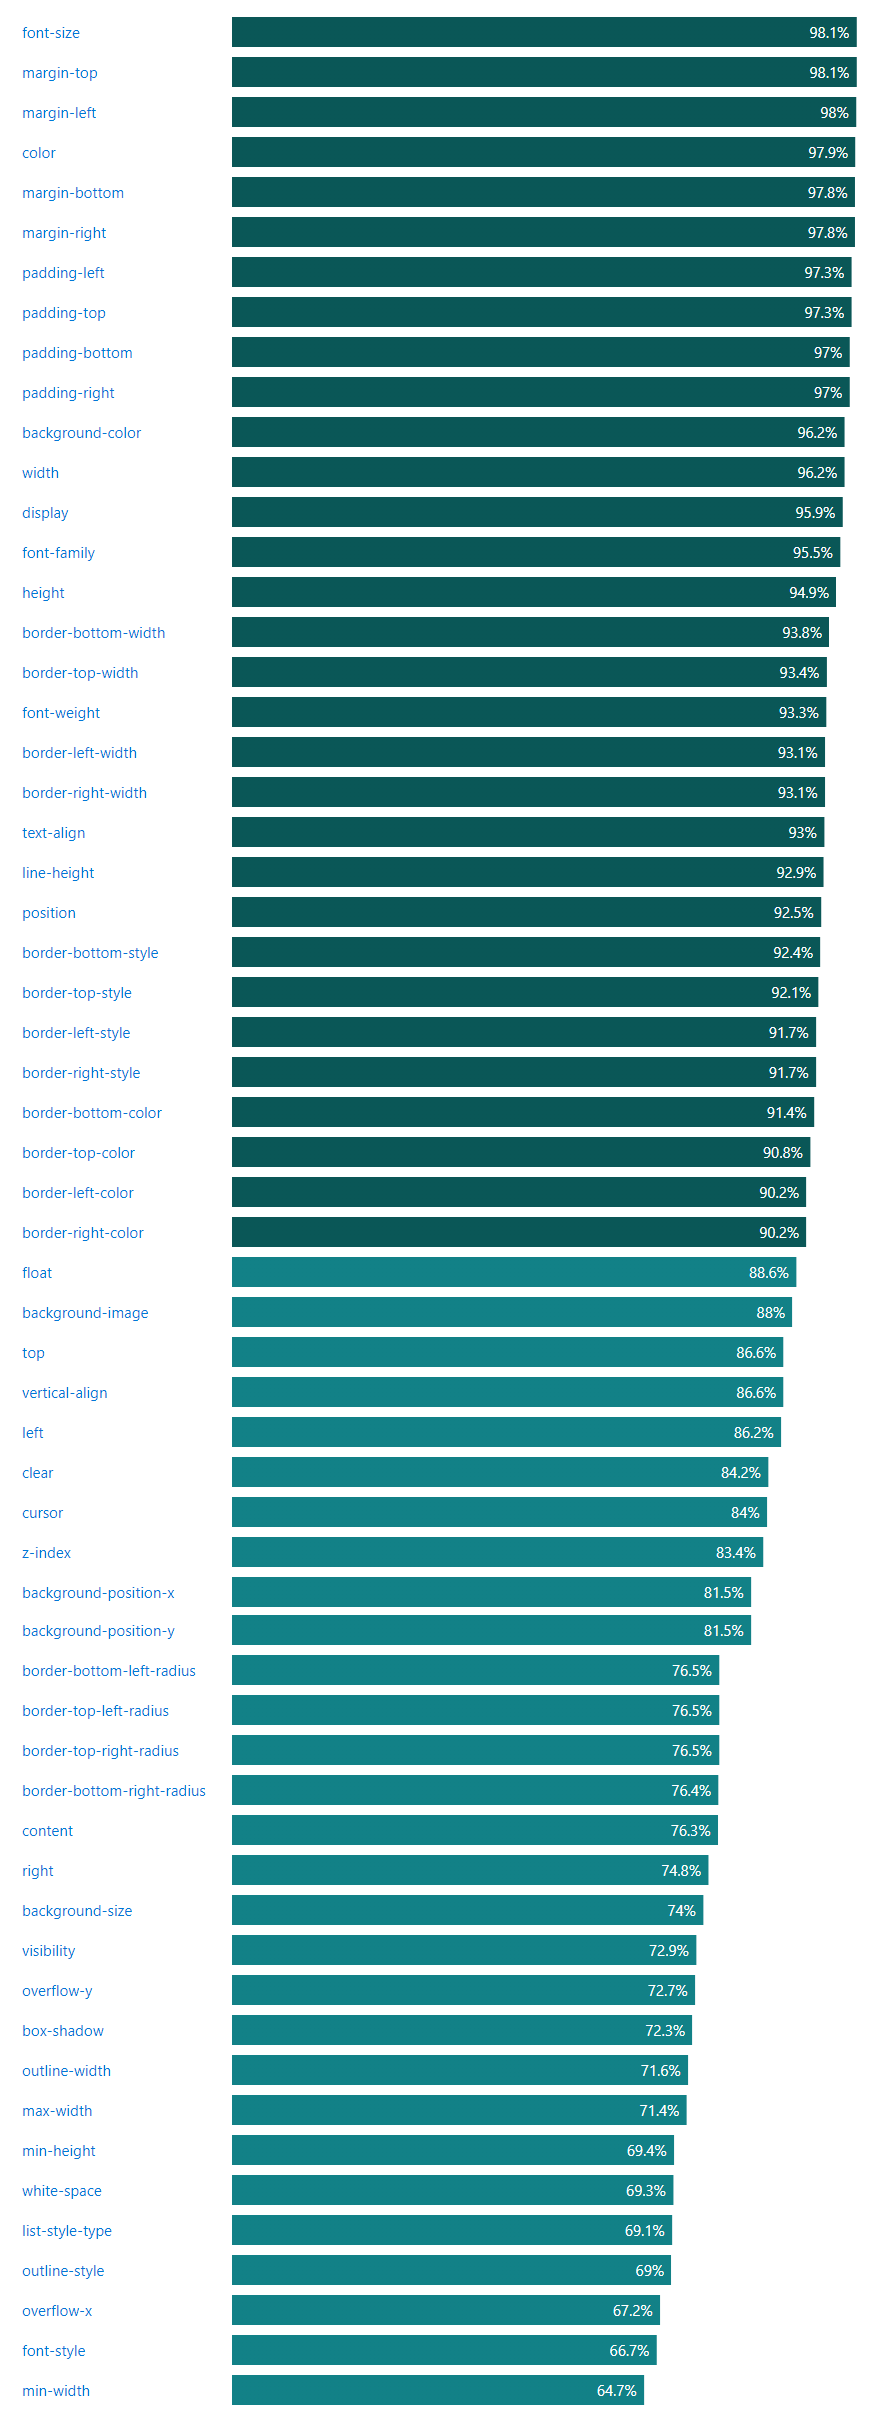 font-size 98.1%
margin-top 98.1%
margin-left 98%
color 97.9%
margin-bottom 97.8%
margin-right 97.8%
padding-left 97.3%
padding-top 97.3%
padding-bottom 97%
padding-right 97%
background-color 96.2%
width 96.2%
display 95.9%
font-family 95.5%
height 94.9%
border-bottom-width 93.8%
border-top-width 93.4%
font-weight 93.3%
border-left-width 93.1%
border-right-width 93.1%
text-align 93%
line-height 92.9%
position 92.5%
border-bottom-style 92.4%
border-top-style 92.1%
border-left-style 91.7%
border-right-style 91.7%
border-bottom-color 91.4%
border-top-color 90.8%
border-left-color 90.2%
border-right-color 90.2%
float 88.6%
background-image 88%
top 86.6%
vertical-align 86.6%
left 86.2%
clear 84.2%
cursor 84%
z-index 83.4%
background-position-x 81.5%
background-position-y 81.5%
border-bottom-left-radius 76.5%
border-top-left-radius 76.5%
border-top-right-radius 76.5%
border-bottom-right-radius 76.4%
content 76.3%
right 74.8%
background-size 74%
visibility 72.9%
overflow-y 72.7%
box-shadow 72.3%
outline-width 71.6%
max-width 71.4%
min-height 69.4%
white-space 69.3%
list-style-type 69.1%
outline-style 69%
overflow-x 67.2%
font-style 66.7%
min-width 64.7%